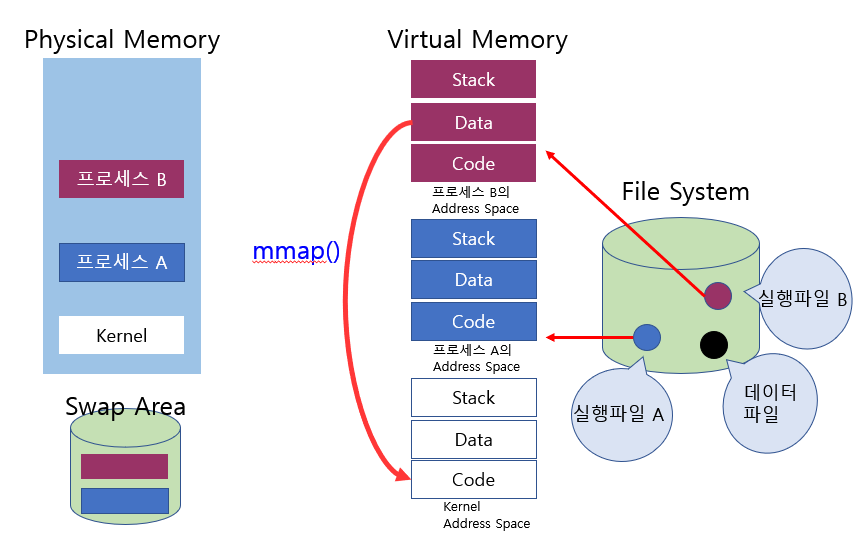 Physical Memory
프로세스 B
프로세스 A
Kernel
Swap Area
mmap()
Virtual Memory
Stack
Data
Code
프로세스 B의
Address Space
Stack
Data
Code
프로세스 A의
Address Space
Stack
Data
Code
Kernel
Address Space
File System
실행파일 B
실행파일 A
데이터
파일